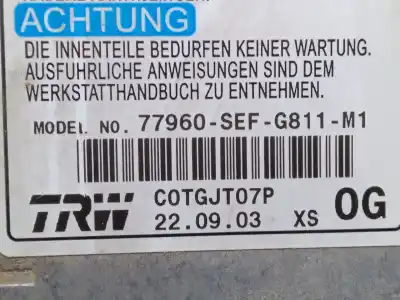 ACHTUNG
DIE INNENTEILE BEDURFEN KEINER WARTUNG.
AUSFUHRLICHE ANWEISUNGEN SIND DEM
WERKSTATTHANDBUCH ZU ENTNEHMEN.
MODEL NO. 77960-SEF-G811-M1
TRW
C0TGJT07P
22.09.03 XS 0G